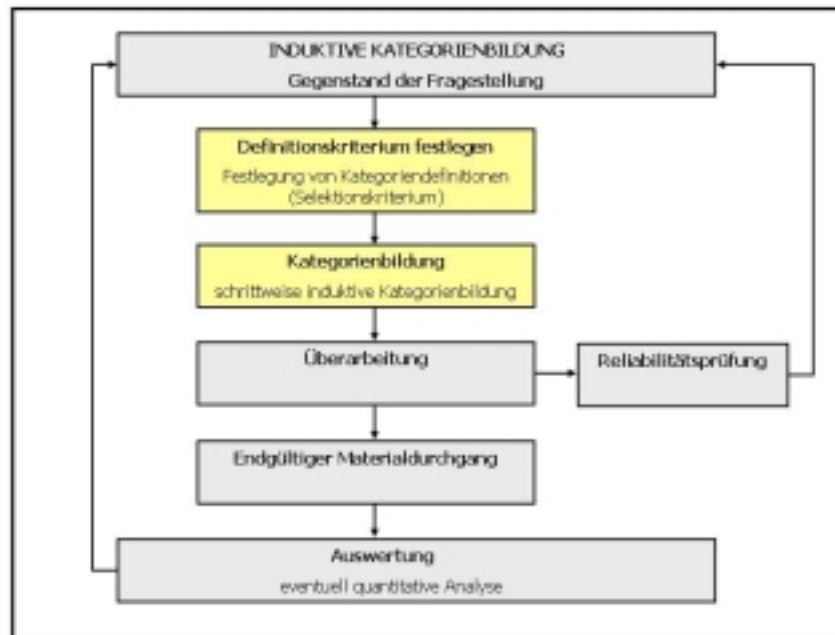 INDUKTIVE KATEGORIENBILDUNG
Gegenstand der Fragestellung
Definitionskriterium festlegen
Festlegung von Kategoriendefinitionen
(Selektionskriterium)
Kategorienbildung
schrittweise induktive Kategorienbildung
Überarbeitung
Reliabilitätsprüfung
Endgültiger Materialdurchgang
Auswertung
eventuell quantitative Analyse